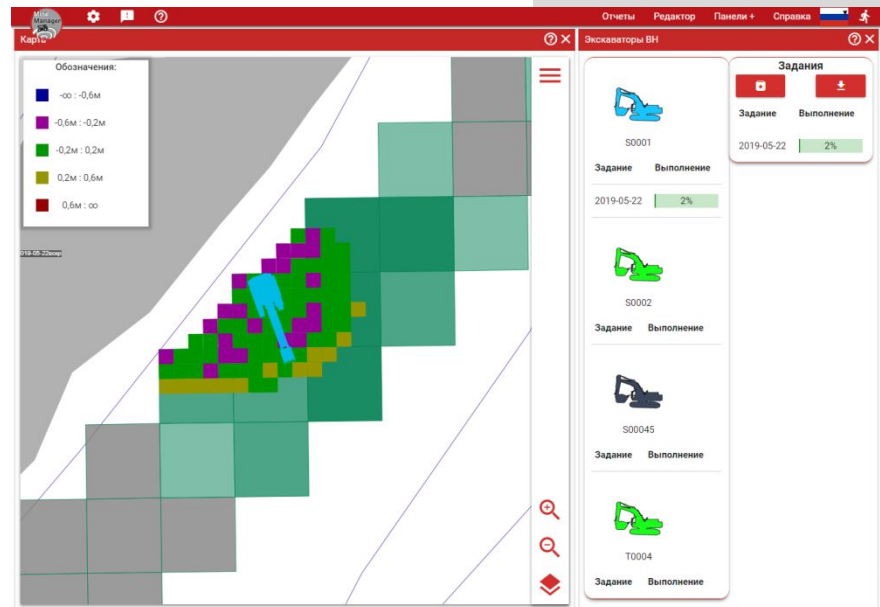 Mine
Manager
Отчеты Редактор Панели + Справка
Карта
Обозначения:
-∞ : -0,6м
-0,6м : -0,2м
-0,2м : 0,2м
0,2м : 0,6м
0,6м : ∞
Экскаваторы ВН
S0001
Задание Выполнение
2019-05-22 2%
S0002
Задание Выполнение
S00045
Задание Выполнение
T0004
Задание Выполнение
Задания
Задание Выполнение
2019-05-22 2%